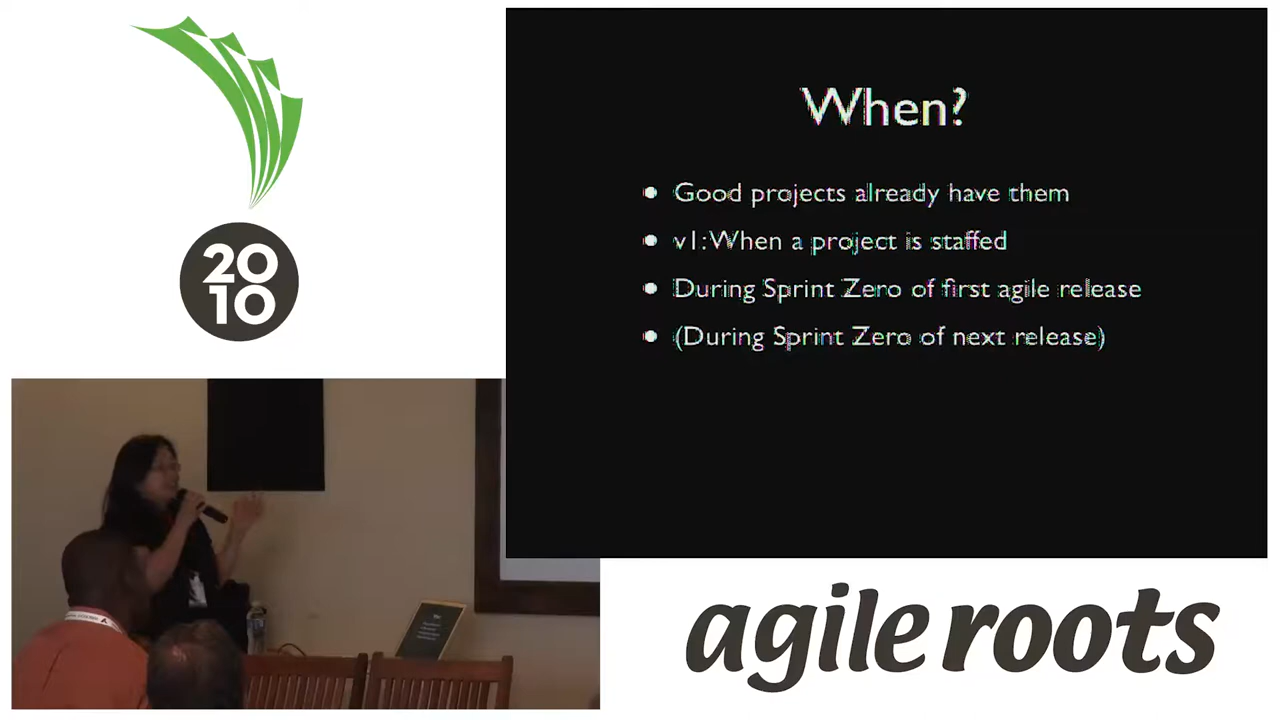 20
10
When?
Good projects already have them
v1: When a project is staffed
During Sprint Zero of first agile release
(During Sprint Zero of next release)
agile roots